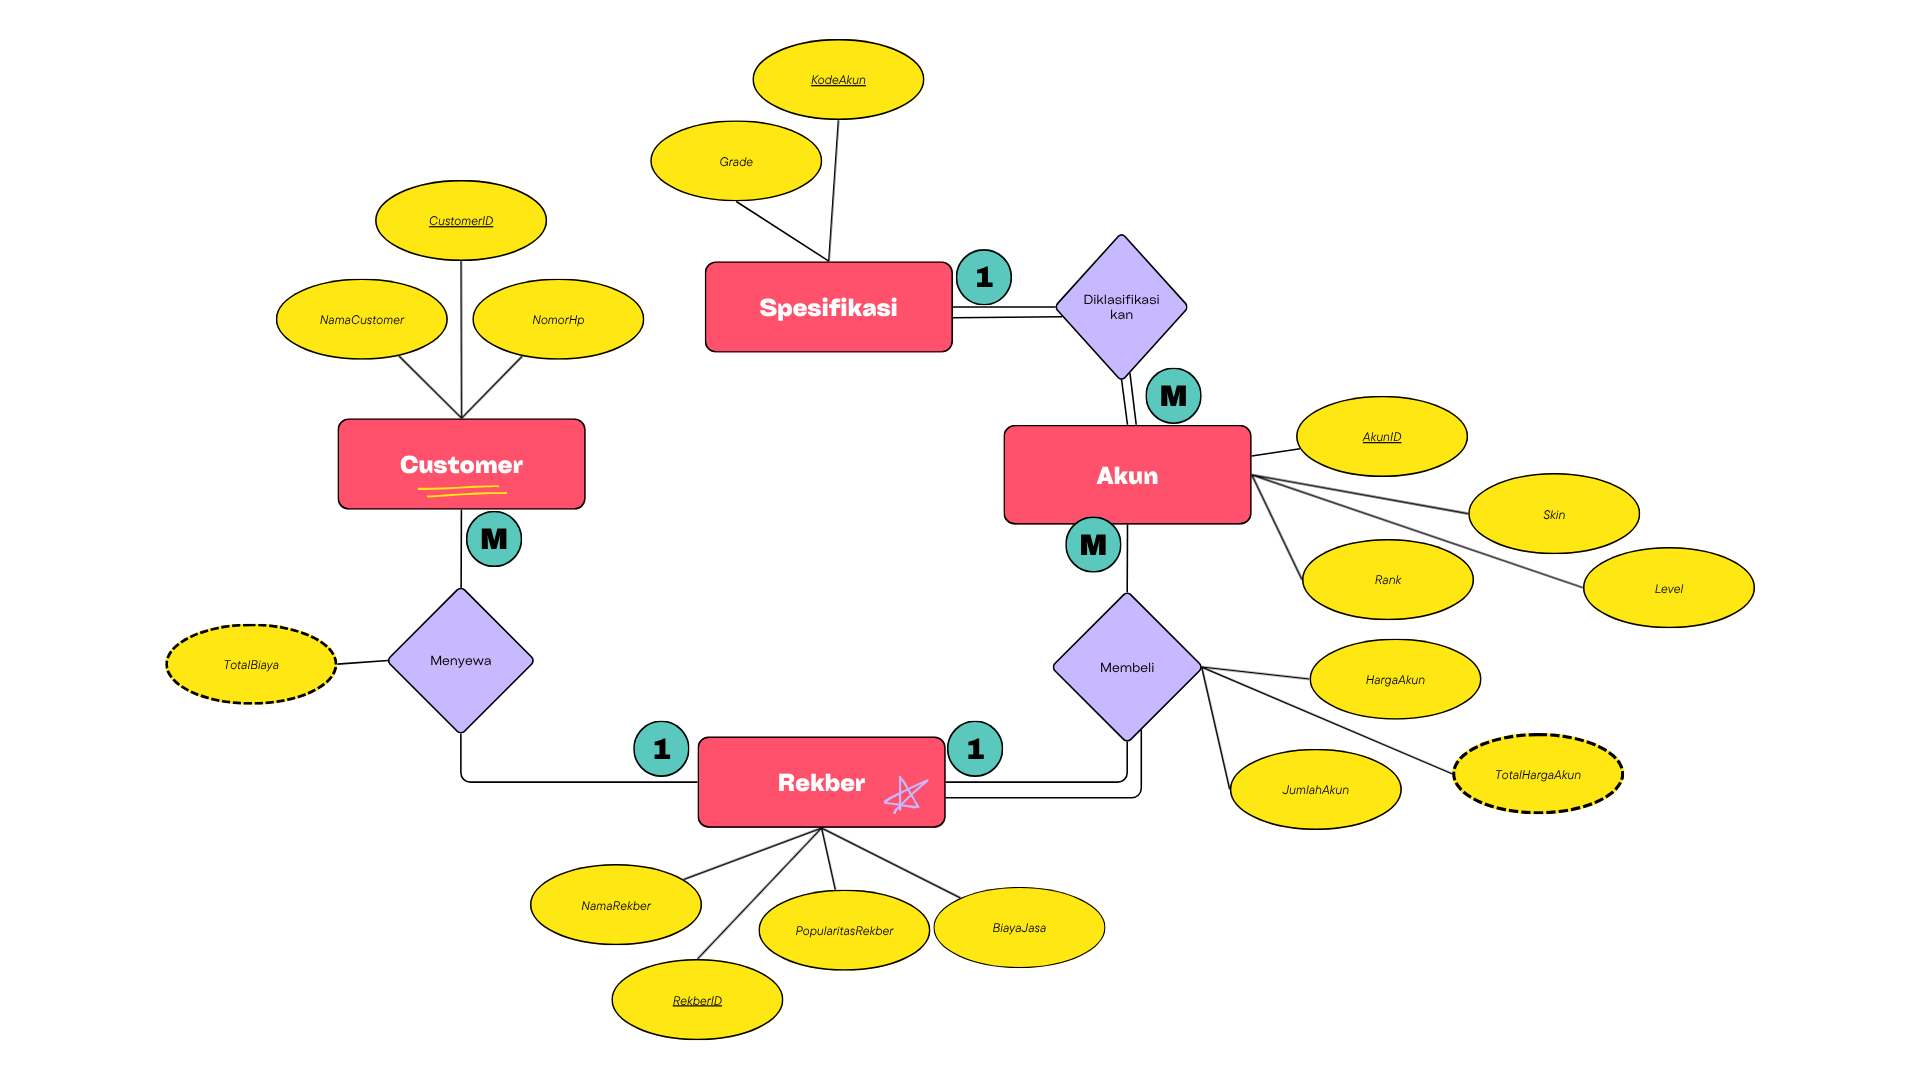 KodeAkun
Grade
CustomerID
NamaCustomer
NomorHp
Spesifikasi
1
Diklasifikasi
kan
M
Customer
M
Akun
M
AkunID
Skin
Rank
Level
TotalBiaya
Menyewa
Membeli
HargaAkun
TotalHargaAkun
JumlahAkun
1
Rekber
1
NamaRekber
PopularitasRekber
BiayaJasa
RekberID